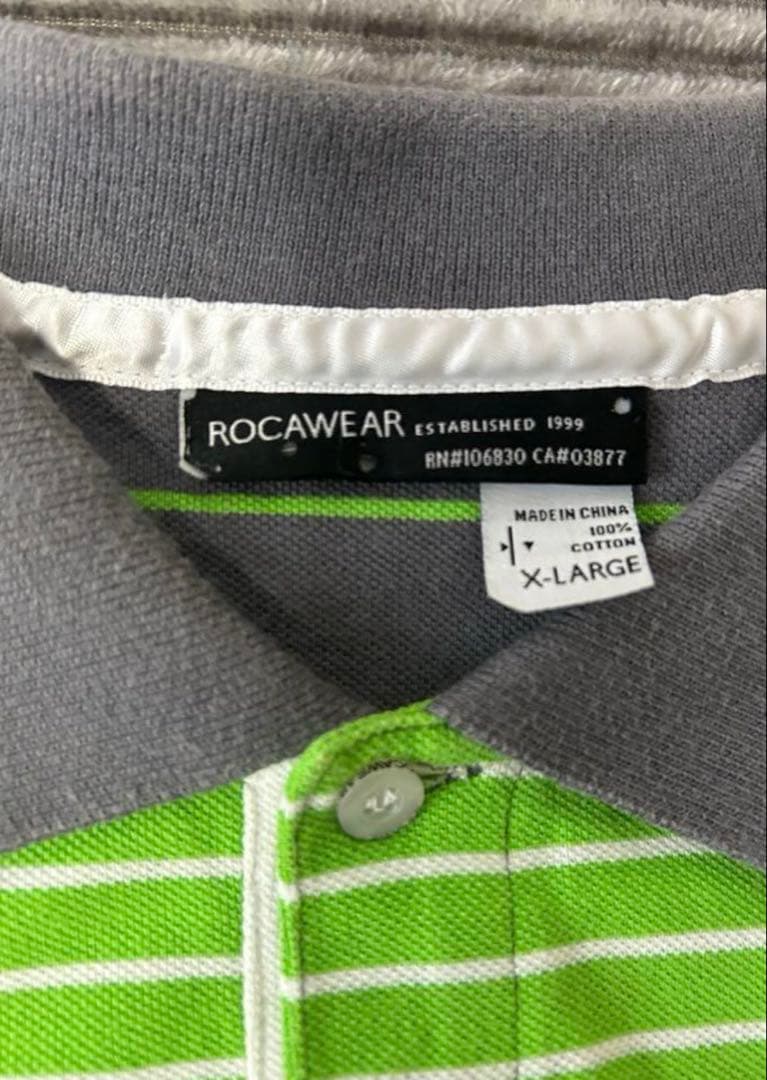 ROCAWEAR ESTABLISHED 1999
RN#106830 CA#03877
MADE IN CHINA
100%
COTTON
X-LARGE